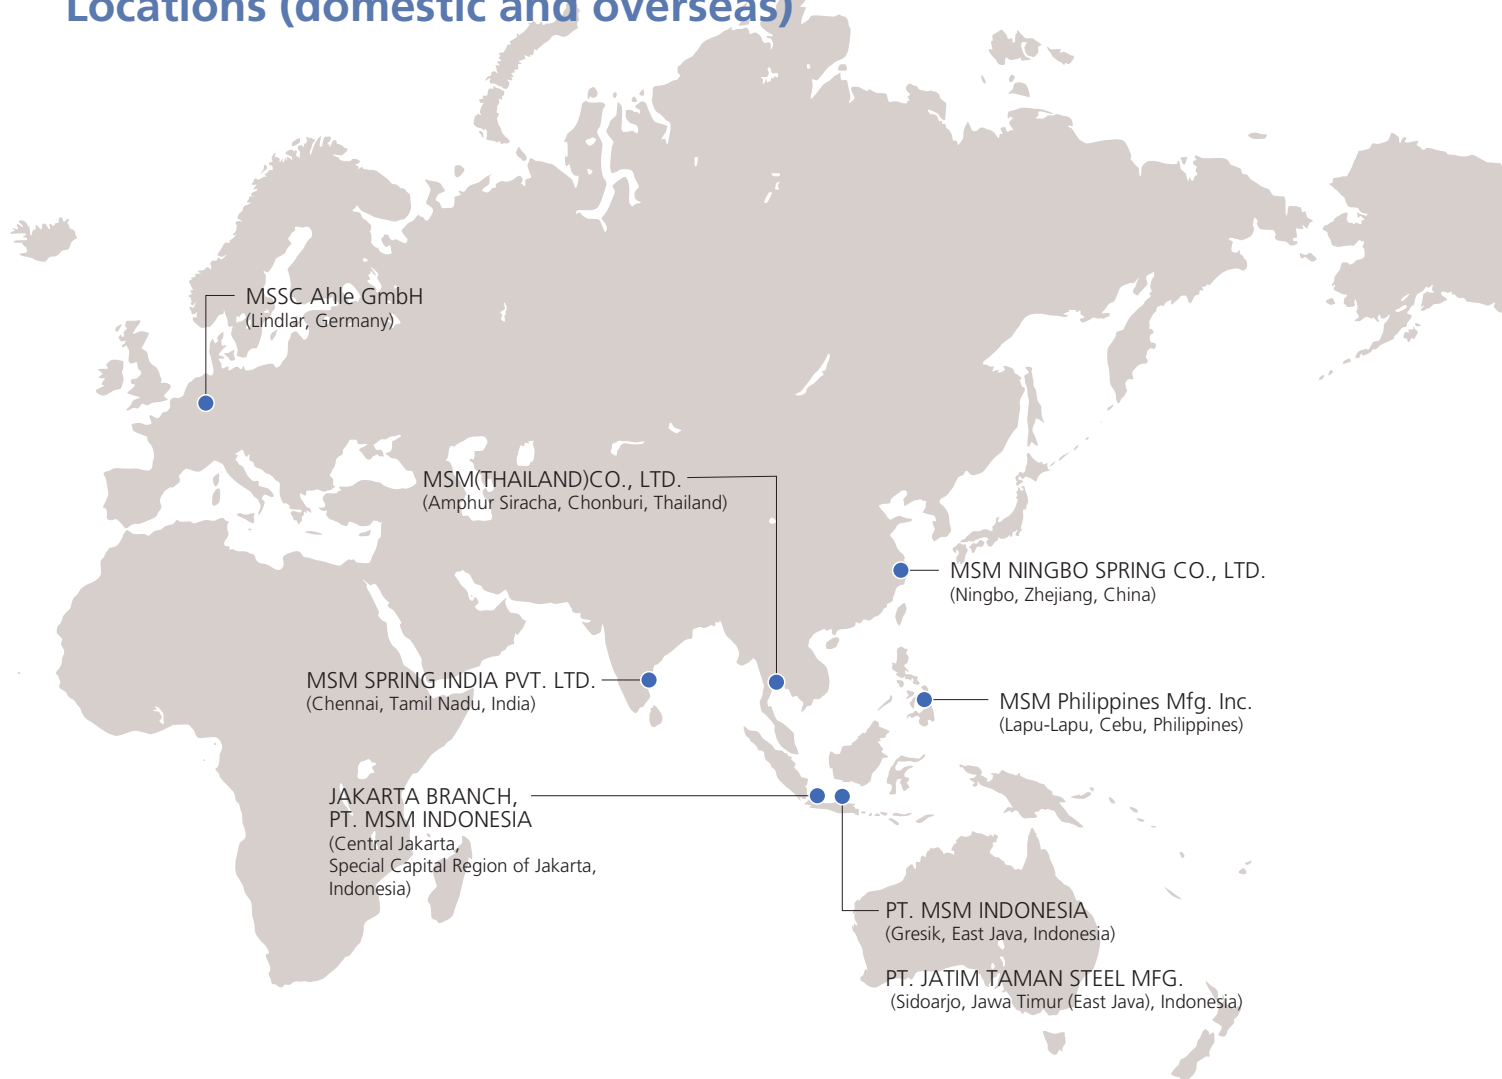 Locations (domestic and overseas)
MSSC Ahle GmbH
(Lindlar, Germany)
MSM(THAILAND)CO., LTD.
(Amphur Siracha, Chonburi, Thailand)
MSM NINGBO SPRING CO., LTD.
(Ningbo, Zhejiang, China)
MSM SPRING INDIA PVT. LTD.
(Chennai, Tamil Nadu, India)
MSM Philippines Mfg. Inc.
(Lapu-Lapu, Cebu, Philippines)
JAKARTA BRANCH,
PT. MSM INDONESIA
(Central Jakarta,
Special Capital Region of Jakarta,
Indonesia)
PT. MSM INDONESIA
(Gresik, East Java, Indonesia)
PT. JATIM TAMAN STEEL MFG.
(Sidoarjo, Jawa Timur (East Java), Indonesia)